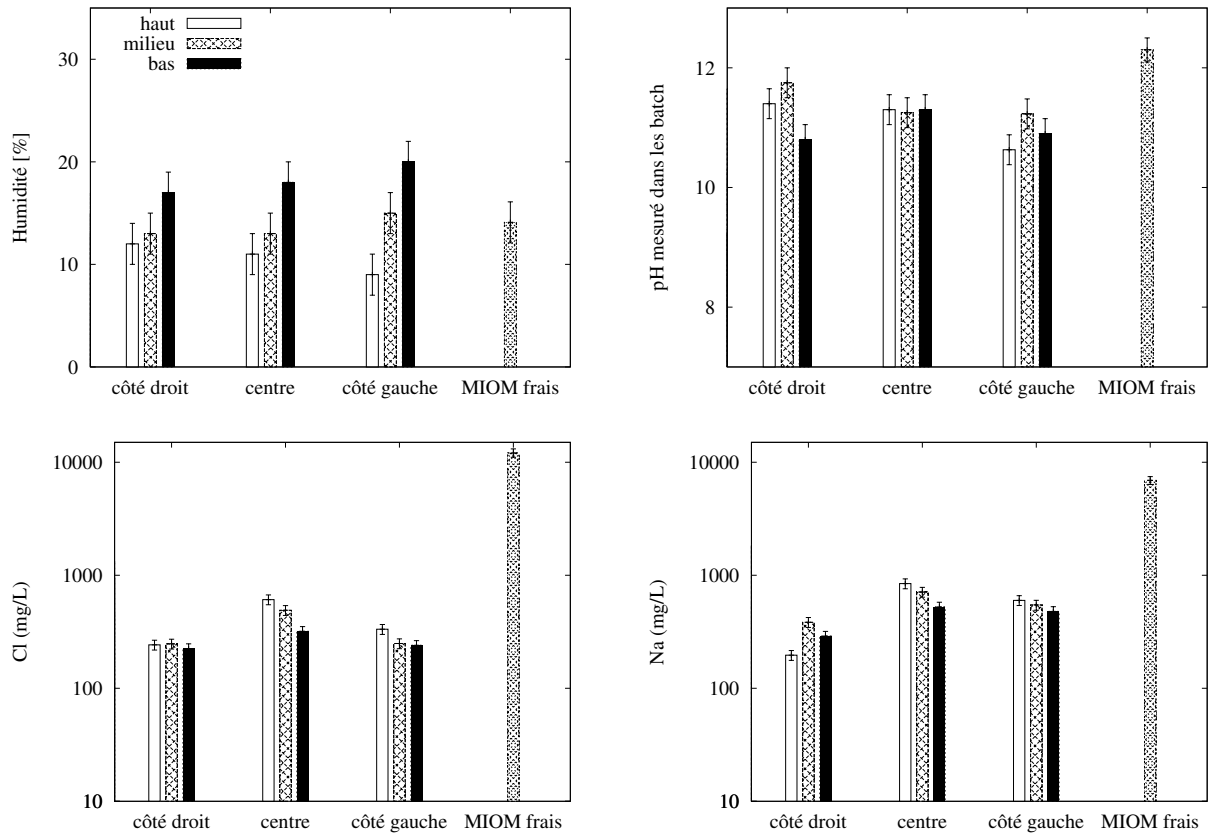 haut
milieu
bas
30
20
10
0
Humidité [%]
côté droit centre côté gauche MIOM frais
12
10
8
pH mesuré dans les batch
côté droit centre côté gauche MIOM frais
10000
1000
100
10
Cl (mg/L)
côté droit centre côté gauche MIOM frais
10000
1000
100
10
Na (mg/L)
côté droit centre côté gauche MIOM frais